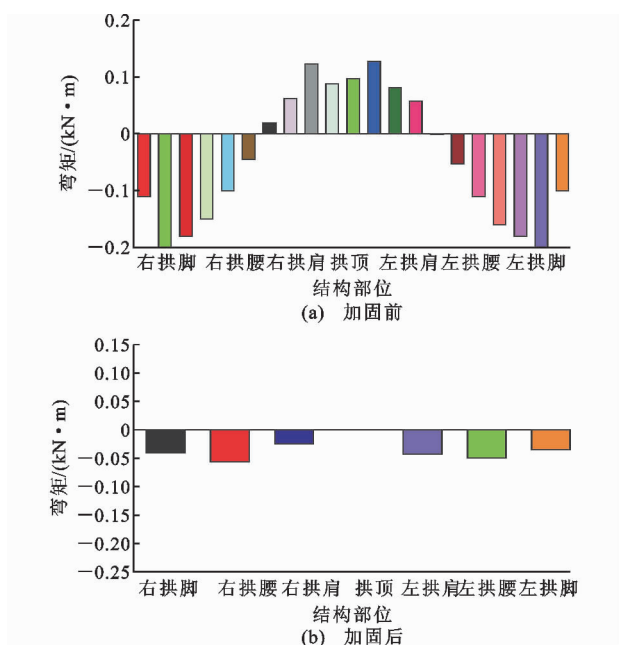 0.2
0.1
0
－0.1
－0.2
弯矩/(kN·m)
右拱脚 右拱腰 右拱肩 拱顶 左拱肩 左拱腰 左拱脚
结构部位
(a) 加固前
0.15
0.10
0.05
0
－0.05
－0.10
－0.15
－0.20
－0.25
弯矩/(kN·m)
右拱脚 右拱腰 右拱肩 拱顶 左拱肩 左拱腰 左拱脚
结构部位
(b) 加固后